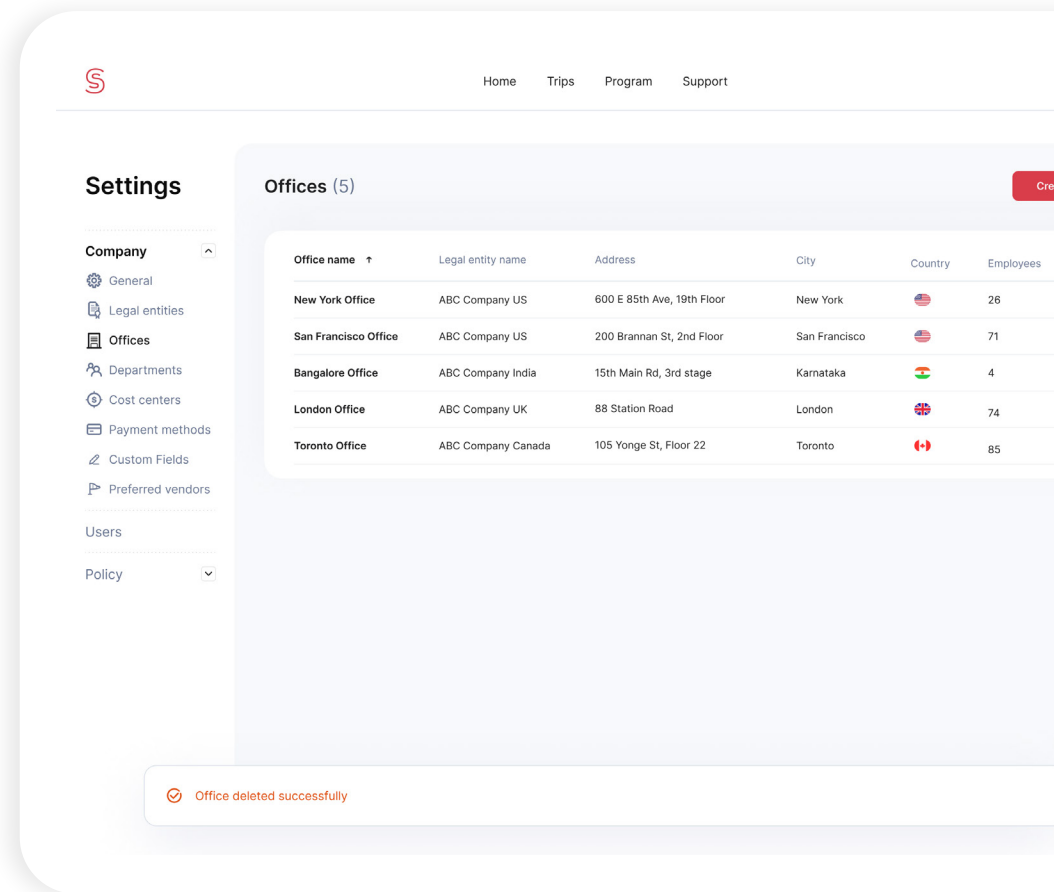 S
Home Trips Program Support
Settings
Offices (5)
Cre
Company
General
Legal entities
Offices
Departments
Cost centers
Payment methods
Custom Fields
Preferred vendors
Users
Policy
Office name ↑ Legal entity name Address City Country Employees
New York Office ABC Company US 600 E 85th Ave, 19th Floor New York 26
San Francisco Office ABC Company US 200 Brannan St, 2nd Floor San Francisco 71
Bangalore Office ABC Company India 15th Main Rd, 3rd stage Karnataka 4
London Office ABC Company UK 88 Station Road London 74
Toronto Office ABC Company Canada 105 Yonge St, Floor 22 Toronto 85
Office deleted successfully